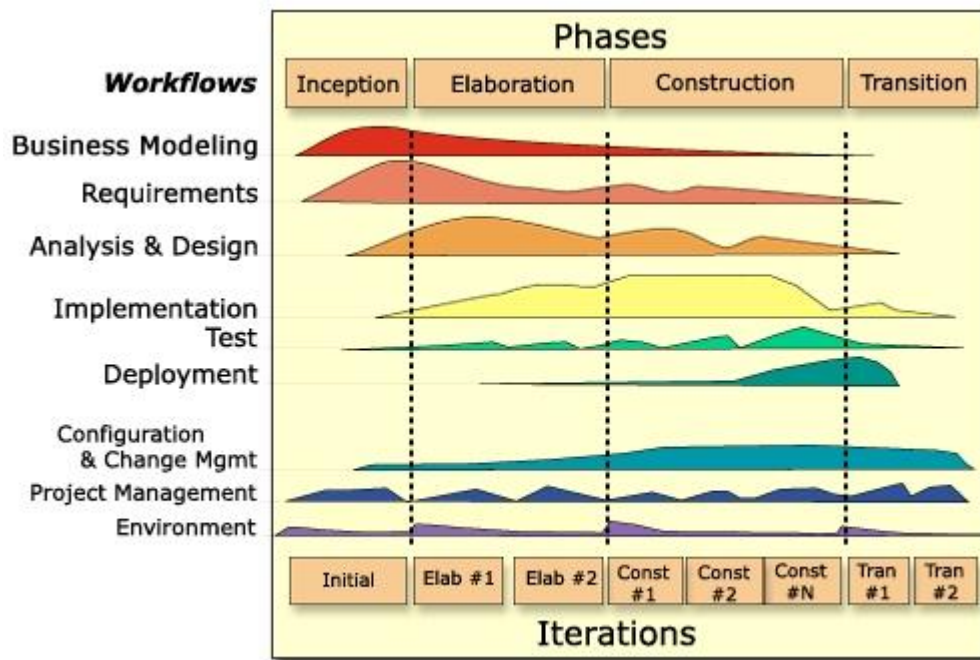 Phases
Workflows
Inception
Elaboration
Construction
Transition
Business Modeling
Requirements
Analysis & Design
Implementation
Test
Deployment
Configuration
& Change Mgmt
Project Management
Environment
Initial
Elab #1
Elab #2
Const
#1
Const
#2
Const
#N
Tran
#1
Tran
#2
Iterations